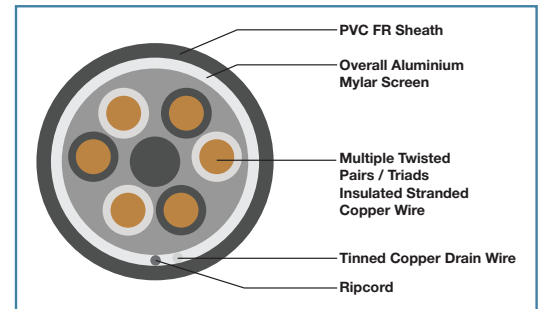 PVC FR Sheath
Overall Aluminium
Mylar Screen
Multiple Twisted
Pairs / Triads
Insulated Stranded
Copper Wire
Tinned Copper Drain Wire
Ripcord